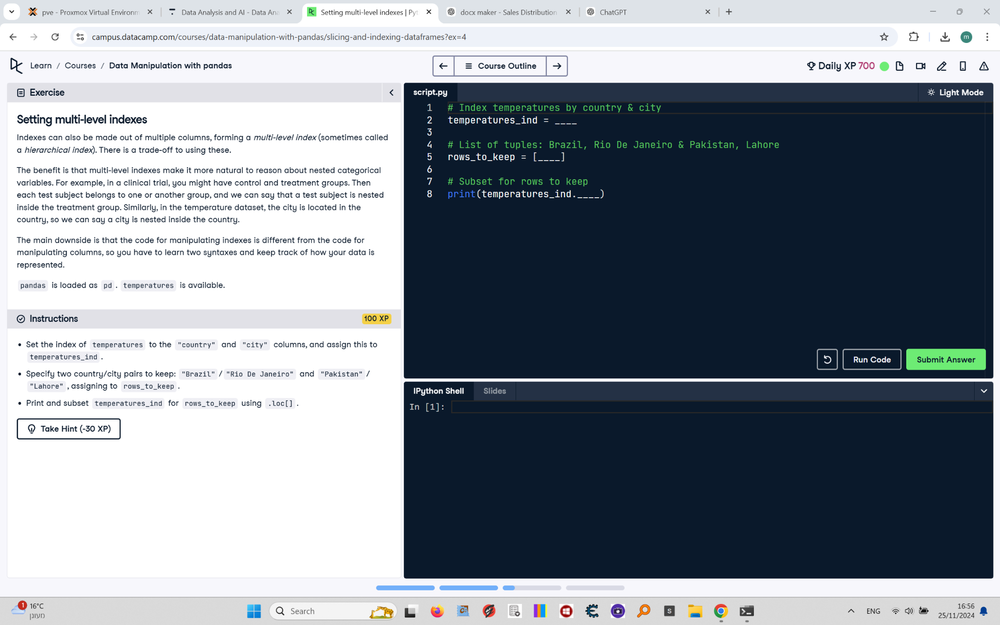 pve - Proxmox Virtual Environm
Data Analysis and AI - Data Ana
Setting multi-level indexes | Pyt
docx maker - Sales Distribution
ChatGPT
campus.datacamp.com/courses/data-manipulation-with-pandas/slicing-and-indexing-dataframes?ex=4
m
Learn / Courses / Data Manipulation with pandas
Course Outline
Daily XP 700
Exercise
Setting multi-level indexes
Indexes can also be made out of multiple columns, forming a multi-level index (sometimes called
a hierarchical index). There is a trade-off to using these.
The benefit is that multi-level indexes make it more natural to reason about nested categorical
variables. For example, in a clinical trial, you might have control and treatment groups. Then
each test subject belongs to one or another group, and we can say that a test subject is nested
inside the treatment group. Similarly, in the temperature dataset, the city is located in the
country, so we can say a city is nested inside the country.
The main downside is that the code for manipulating indexes is different from the code for
manipulating columns, so you have to learn two syntaxes and keep track of how your data is
represented.
pandas is loaded as pd. temperatures is available.
Instructions
100 XP
• Set the index of temperatures to the "country" and "city" columns, and assign this to
temperatures_ind.
• Specify two country/city pairs to keep: "Brazil"/"Rio De Janeiro" and "Pakistan"/
"Lahore", assigning to rows_to_keep.
• Print and subset temperatures_ind for rows_to_keep using .loc[].
Take Hint (-30 XP)
script.py
Light Mode
1 # Index temperatures by country & city
2 temperatures_ind = ____
3
4 # List of tuples: Brazil, Rio De Janeiro & Pakistan, Lahore
5 rows_to_keep = [____]
6
7 # Subset for rows to keep
8 print(temperatures_ind.____)
Run Code
Submit Answer
IPython Shell
Slides
In [1]:
1
16°C
מעונן
Search
S
ENG
16:56
25/11/2024